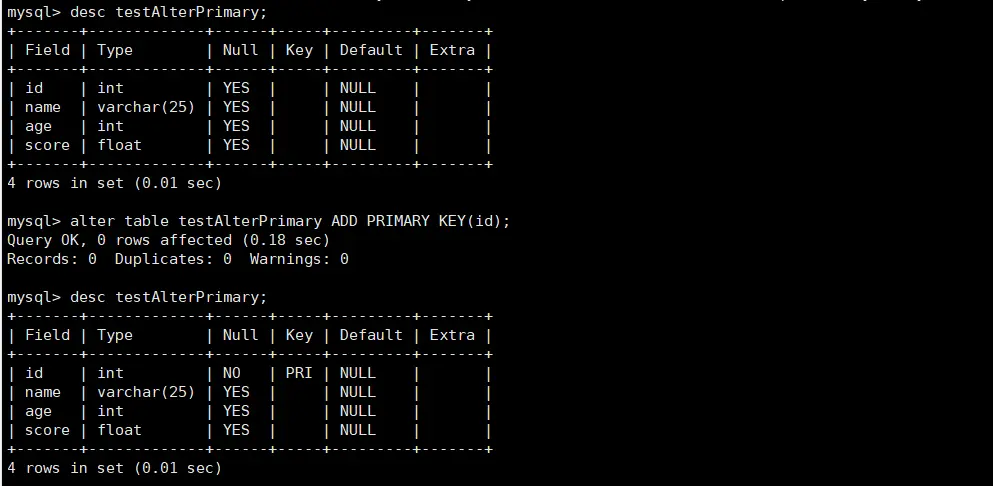 mysql> desc testAlterPrimary;
+-------+-------------+------+-----+---------+-------+
| Field | Type        | Null | Key | Default | Extra |
+-------+-------------+------+-----+---------+-------+
| id    | int         | YES  |     | NULL    |       |
| name  | varchar(25) | YES  |     | NULL    |       |
| age   | int         | YES  |     | NULL    |       |
| score | float       | YES  |     | NULL    |       |
+-------+-------------+------+-----+---------+-------+
4 rows in set (0.01 sec)

mysql> alter table testAlterPrimary ADD PRIMARY KEY(id);
Query OK, 0 rows affected (0.18 sec)
Records: 0  Duplicates: 0  Warnings: 0

mysql> desc testAlterPrimary;
+-------+-------------+------+-----+---------+-------+
| Field | Type        | Null | Key | Default | Extra |
+-------+-------------+------+-----+---------+-------+
| id    | int         | NO   | PRI | NULL    |       |
| name  | varchar(25) | YES  |     | NULL    |       |
| age   | int         | YES  |     | NULL    |       |
| score | float       | YES  |     | NULL    |       |
+-------+-------------+------+-----+---------+-------+
4 rows in set (0.01 sec)